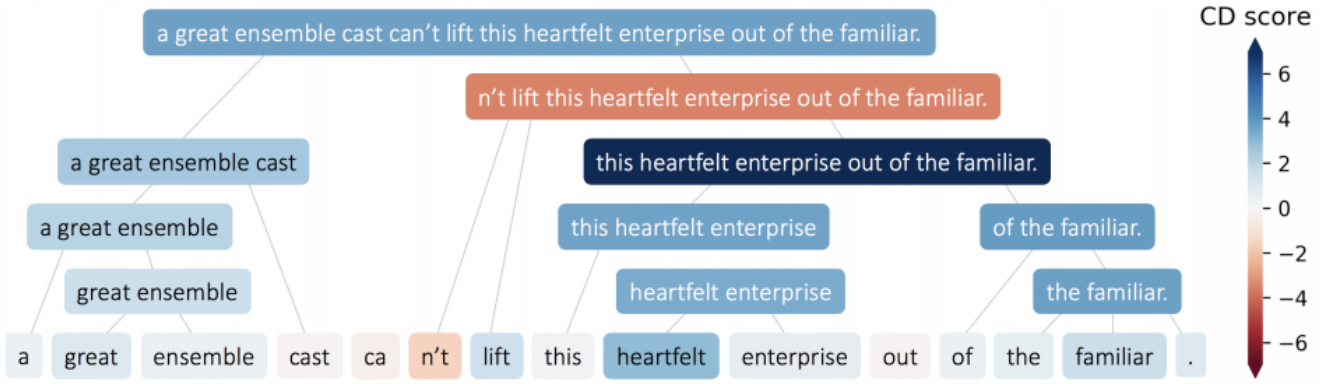 CD score
a great ensemble cast can’t lift this heartfelt enterprise out of the familiar.
6
n’t lift this heartfelt enterprise out of the familiar.
4
a great ensemble cast this heartfelt enterprise out of the familiar.
2
0
a great ensemble this heartfelt enterprise of the familiar.
−2
great ensemble heartfelt enterprise the familiar.
−4
a great ensemble cast ca n’t lift this heartfelt enterprise out of the familiar .
−6